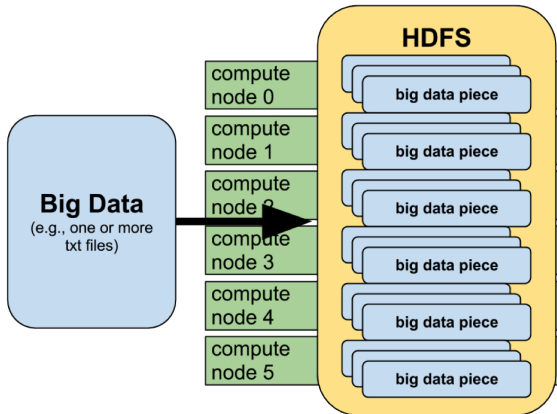 HDFS
compute
node 0
big data piece
compute
node 1
big data piece
Big Data
(e.g., one or more
txt files)
compute
node 2
big data piece
compute
node 3
big data piece
compute
node 4
big data piece
compute
node 5
big data piece